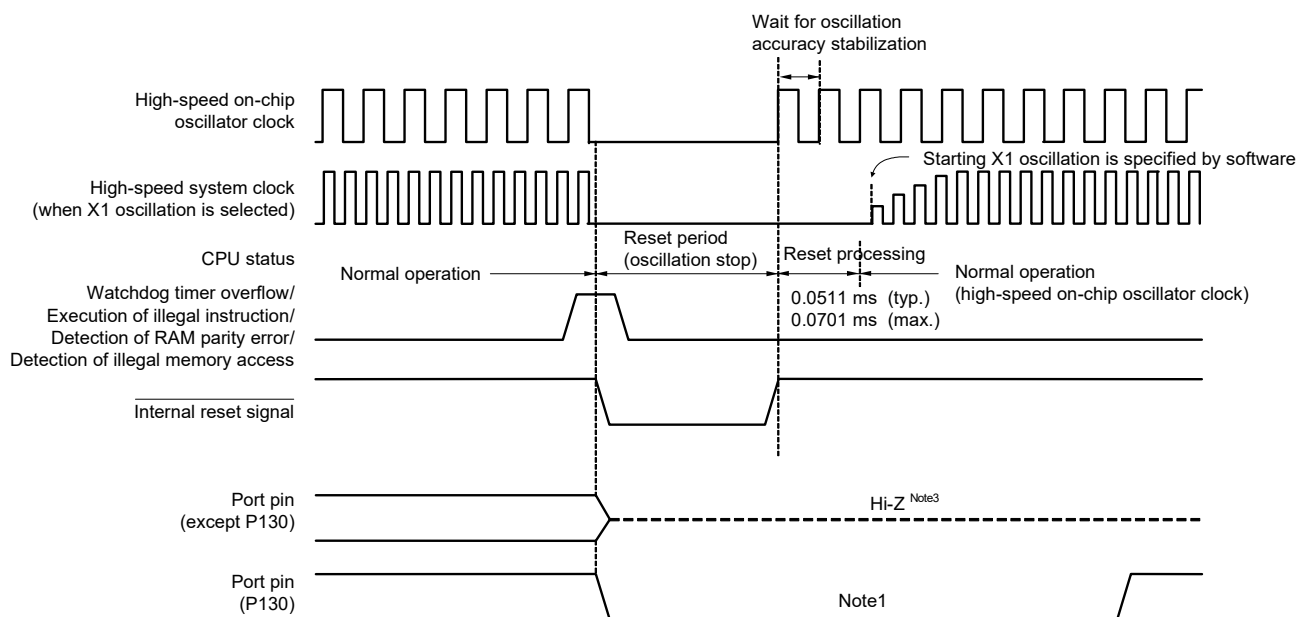 Wait for oscillation
accuracy stabilization
High-speed on-chip
oscillator clock
Starting X1 oscillation is specified by software
High-speed system clock
(when X1 oscillation is selected)
Reset period
(oscillation stop)
Reset processing
CPU status
Normal operation
Normal operation
(high-speed on-chip oscillator clock)
0.0511 ms (typ.)
0.0701 ms (max.)
Watchdog timer overflow/
Execution of illegal instruction/
Detection of RAM parity error/
Detection of illegal memory access
Internal reset signal
Port pin
(except P130)
Hi-Z Note3
Port pin
(P130)
Note1